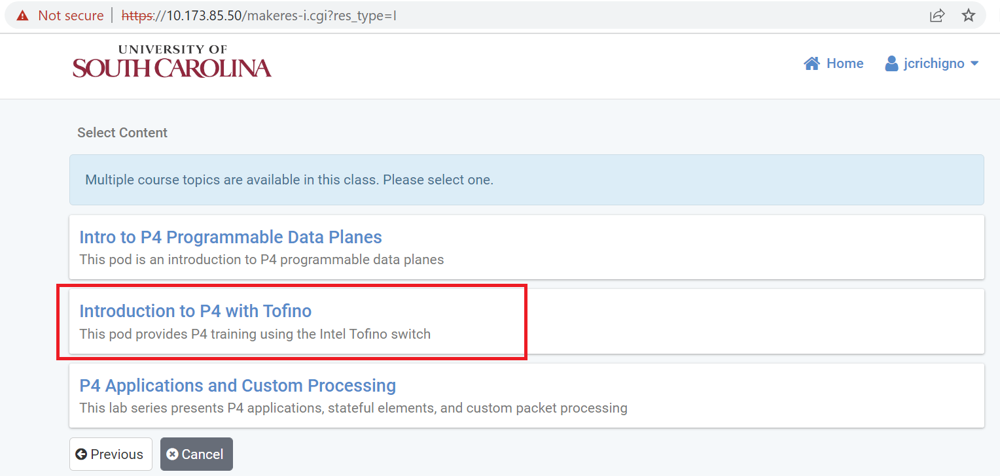 Not secure | https://10.173.85.50/makeres-i.cgi?res_type=I
UNIVERSITY OF
SOUTH CAROLINA
Home jcrichigno
Select Content
Multiple course topics are available in this class. Please select one.
Intro to P4 Programmable Data Planes
This pod is an introduction to P4 programmable data planes
Introduction to P4 with Tofino
This pod provides P4 training using the Intel Tofino switch
P4 Applications and Custom Processing
This lab series presents P4 applications, stateful elements, and custom packet processing
Previous Cancel